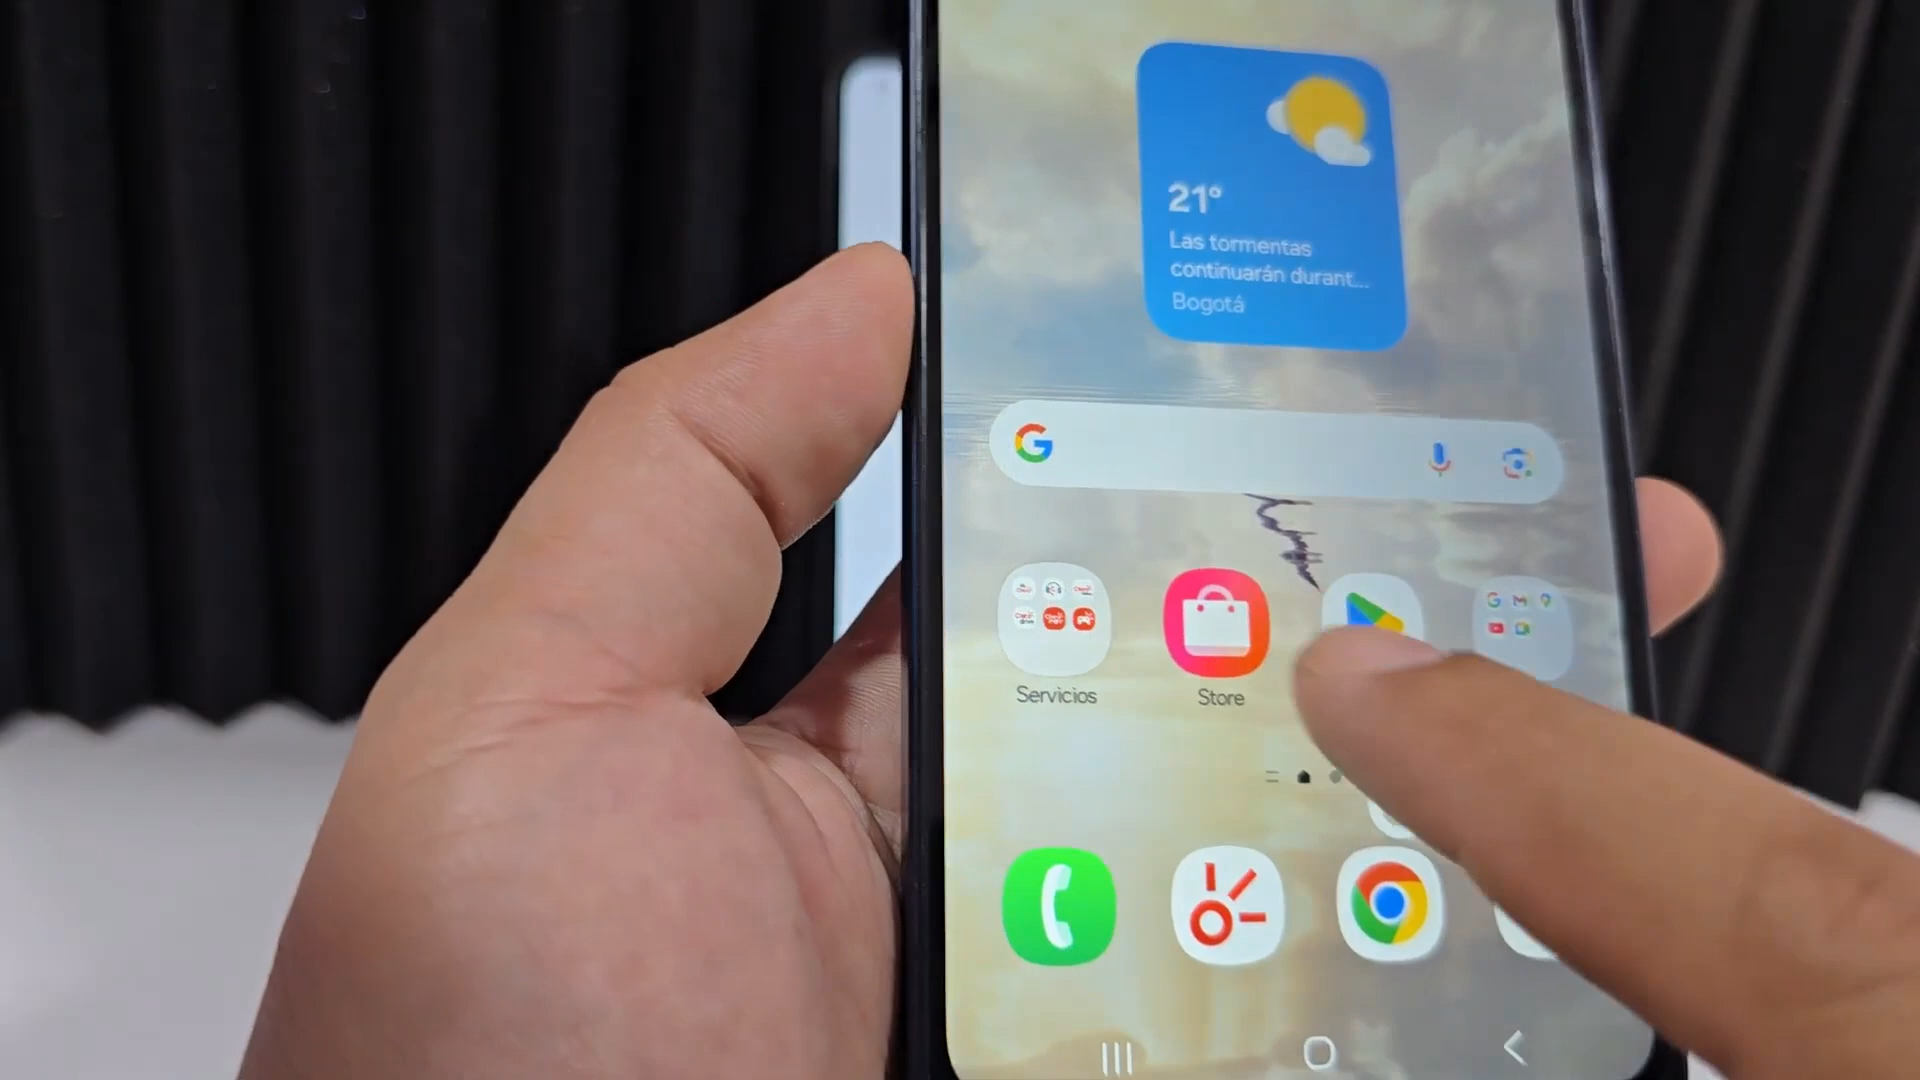 21°
Las tormentas
continuarán durant...
Bogotá
G
Servicios
Store